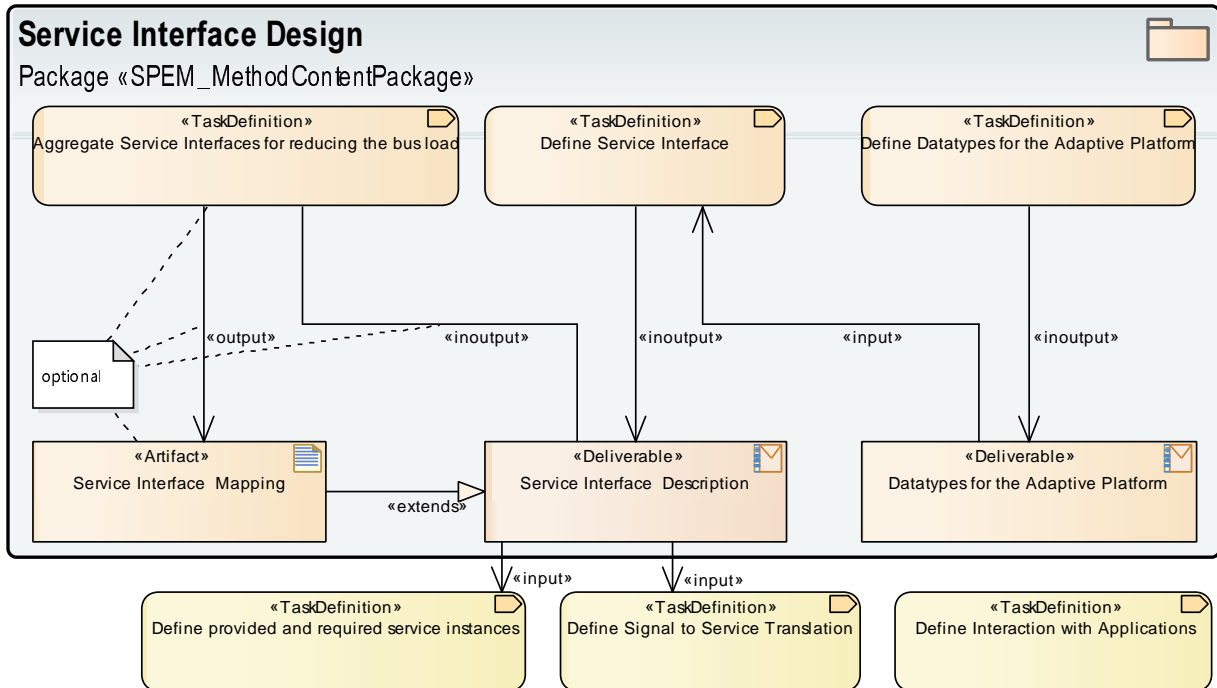 Service Interface Design
Package «SPEM_MethodContentPackage»
«TaskDefinition»
Aggregate Service Interfaces for reducing the bus load
«TaskDefinition»
Define Service Interface
«TaskDefinition»
Define Datatypes for the Adaptive Platform
«output»
«inoutput»
«inoutput»
«input»
«inoutput»
optional
«Artifact»
Service Interface Mapping
«Deliverable»
Service Interface Description
«Deliverable»
Datatypes for the Adaptive Platform
«extends»
«input»
«input»
«TaskDefinition»
Define provided and required service instances
«TaskDefinition»
Define Signal to Service Translation
«TaskDefinition»
Define Interaction with Applications